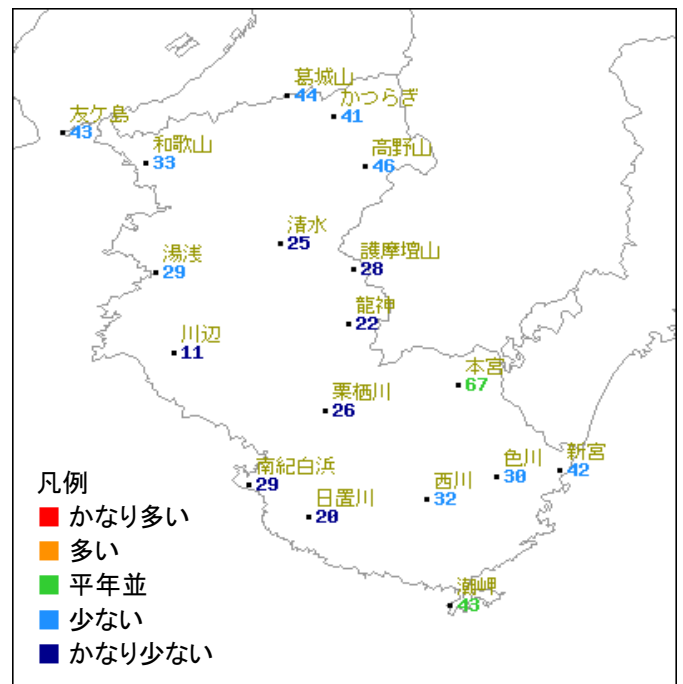 葛城山
44
かつらぎ
41
友ケ島
43
和歌山
33
高野山
46
清水
25
湯浅
29
護摩壇山
28
龍神
22
川辺
11
本宮
67
栗栖川
26
南紀白浜
29
日置川
20
西川
32
色川
30
新宮
42
潮岬
43
凡例
かなり多い
多い
平年並
少ない
かなり少ない